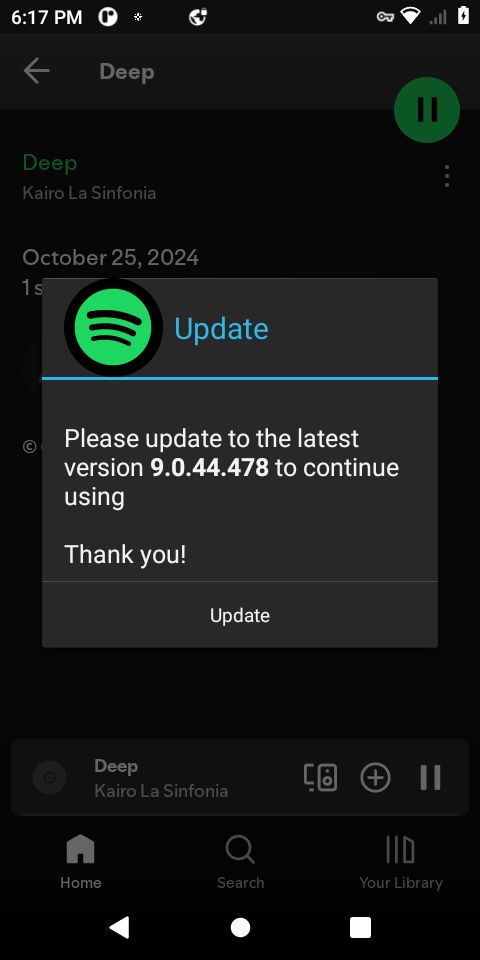 6:17 PM
Deep
Deep
Kairo La Sinfonia
October 25, 2024
1 s
Update
Please update to the latest
version 9.0.44.478 to continue
using
Thank you!
©
Update
Deep
Kairo La Sinfonia
Home
Search
Your Library